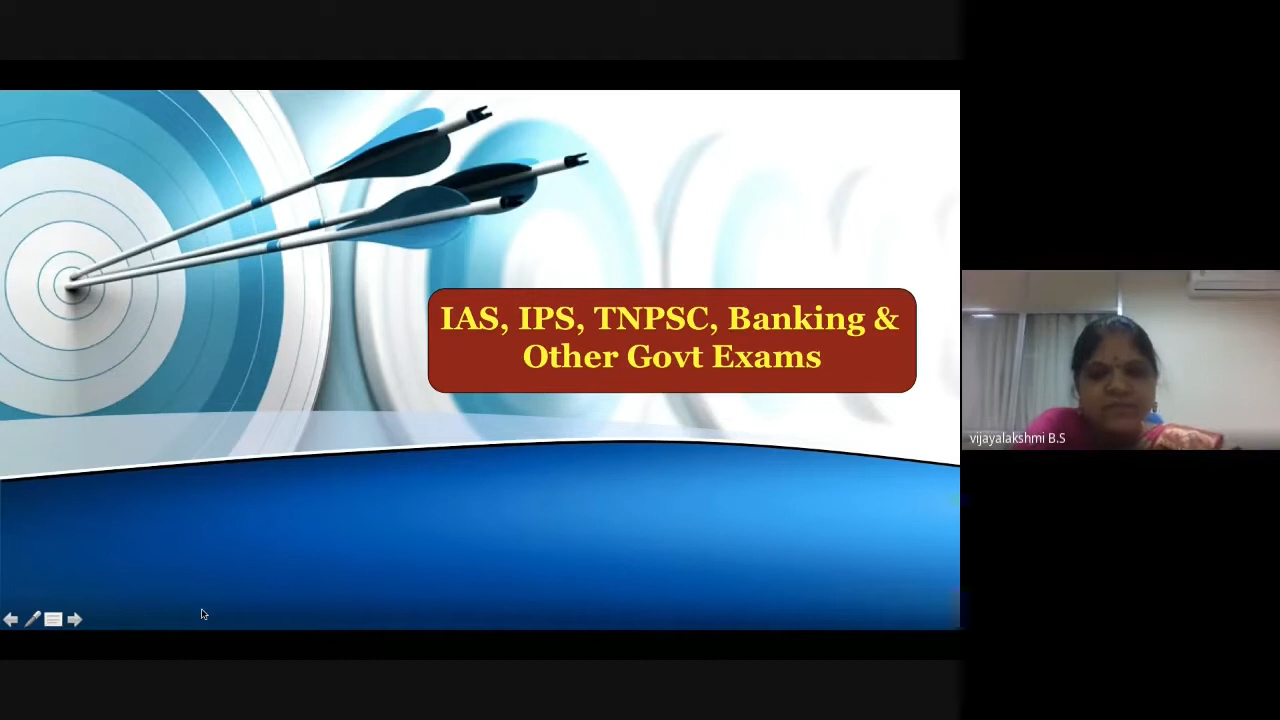 IAS, IPS, TNPSC, Banking &
Other Govt Exams
vijayalakshmi B.S